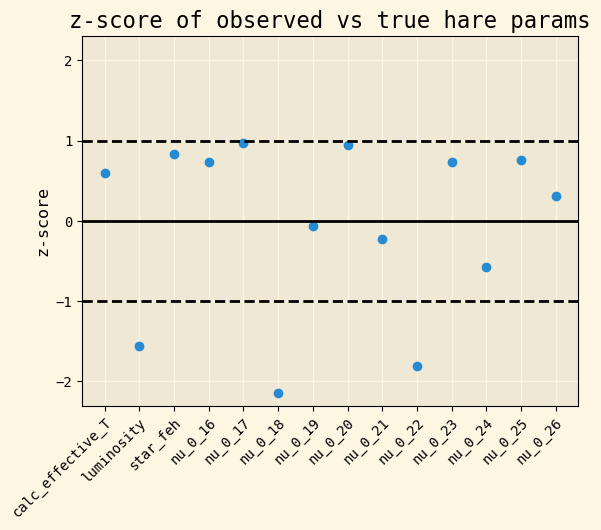 z-score of observed vs true hare params
z-score
2
1
0
−1
−2
calc_effective_T
luminosity
star_feh
nu_0_16
nu_0_17
nu_0_18
nu_0_19
nu_0_20
nu_0_21
nu_0_22
nu_0_23
nu_0_24
nu_0_25
nu_0_26